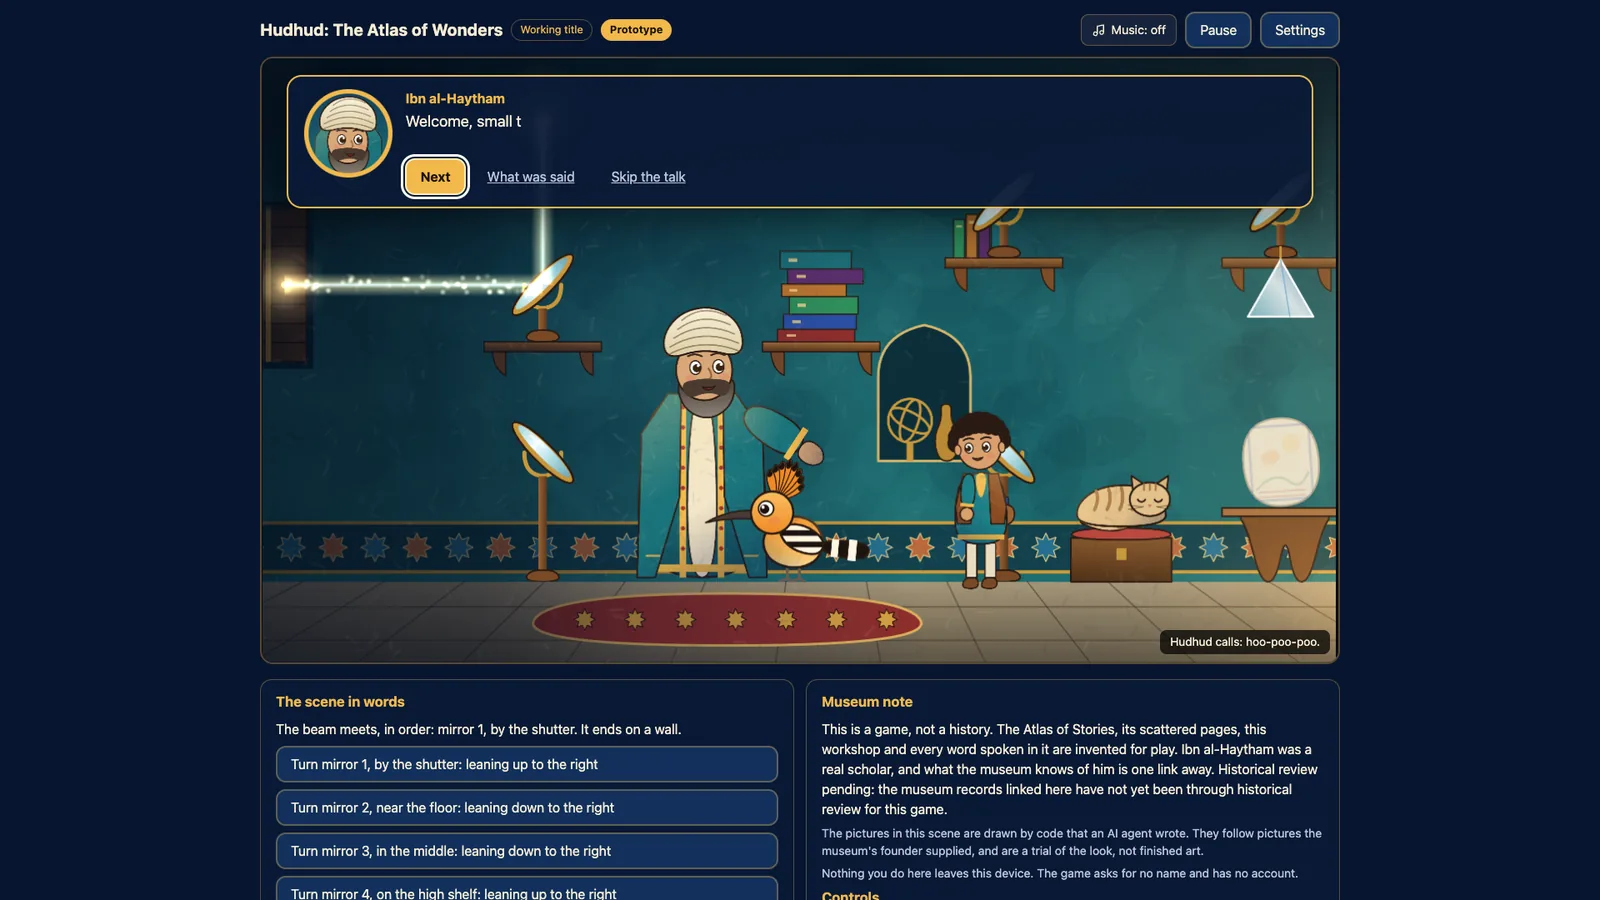 Hudhud: The Atlas of Wonders
Working title
Prototype
Music: off
Pause
Settings
Ibn al-Haytham
Welcome, small t
Next
What was said
Skip the talk
Hudhud calls: hoo-poo-poo.
The scene in words
The beam meets, in order: mirror 1, by the shutter. It ends on a wall.
Turn mirror 1, by the shutter: leaning up to the right
Turn mirror 2, near the floor: leaning down to the right
Turn mirror 3, in the middle: leaning down to the right
Turn mirror 4, on the high shelf: leaning up to the right
Museum note
This is a game, not a history. The Atlas of Stories, its scattered pages, this
workshop and every word spoken in it are invented for play. Ibn al-Haytham was a
real scholar, and what the museum knows of him is one link away. Historical review
pending: the museum records linked here have not yet been through historical
review for this game.
The pictures in this scene are drawn by code that an AI agent wrote. They follow pictures the
museum's founder supplied, and are a trial of the look, not finished art.
Nothing you do here leaves this device. The game asks for no name and has no account.
Controls